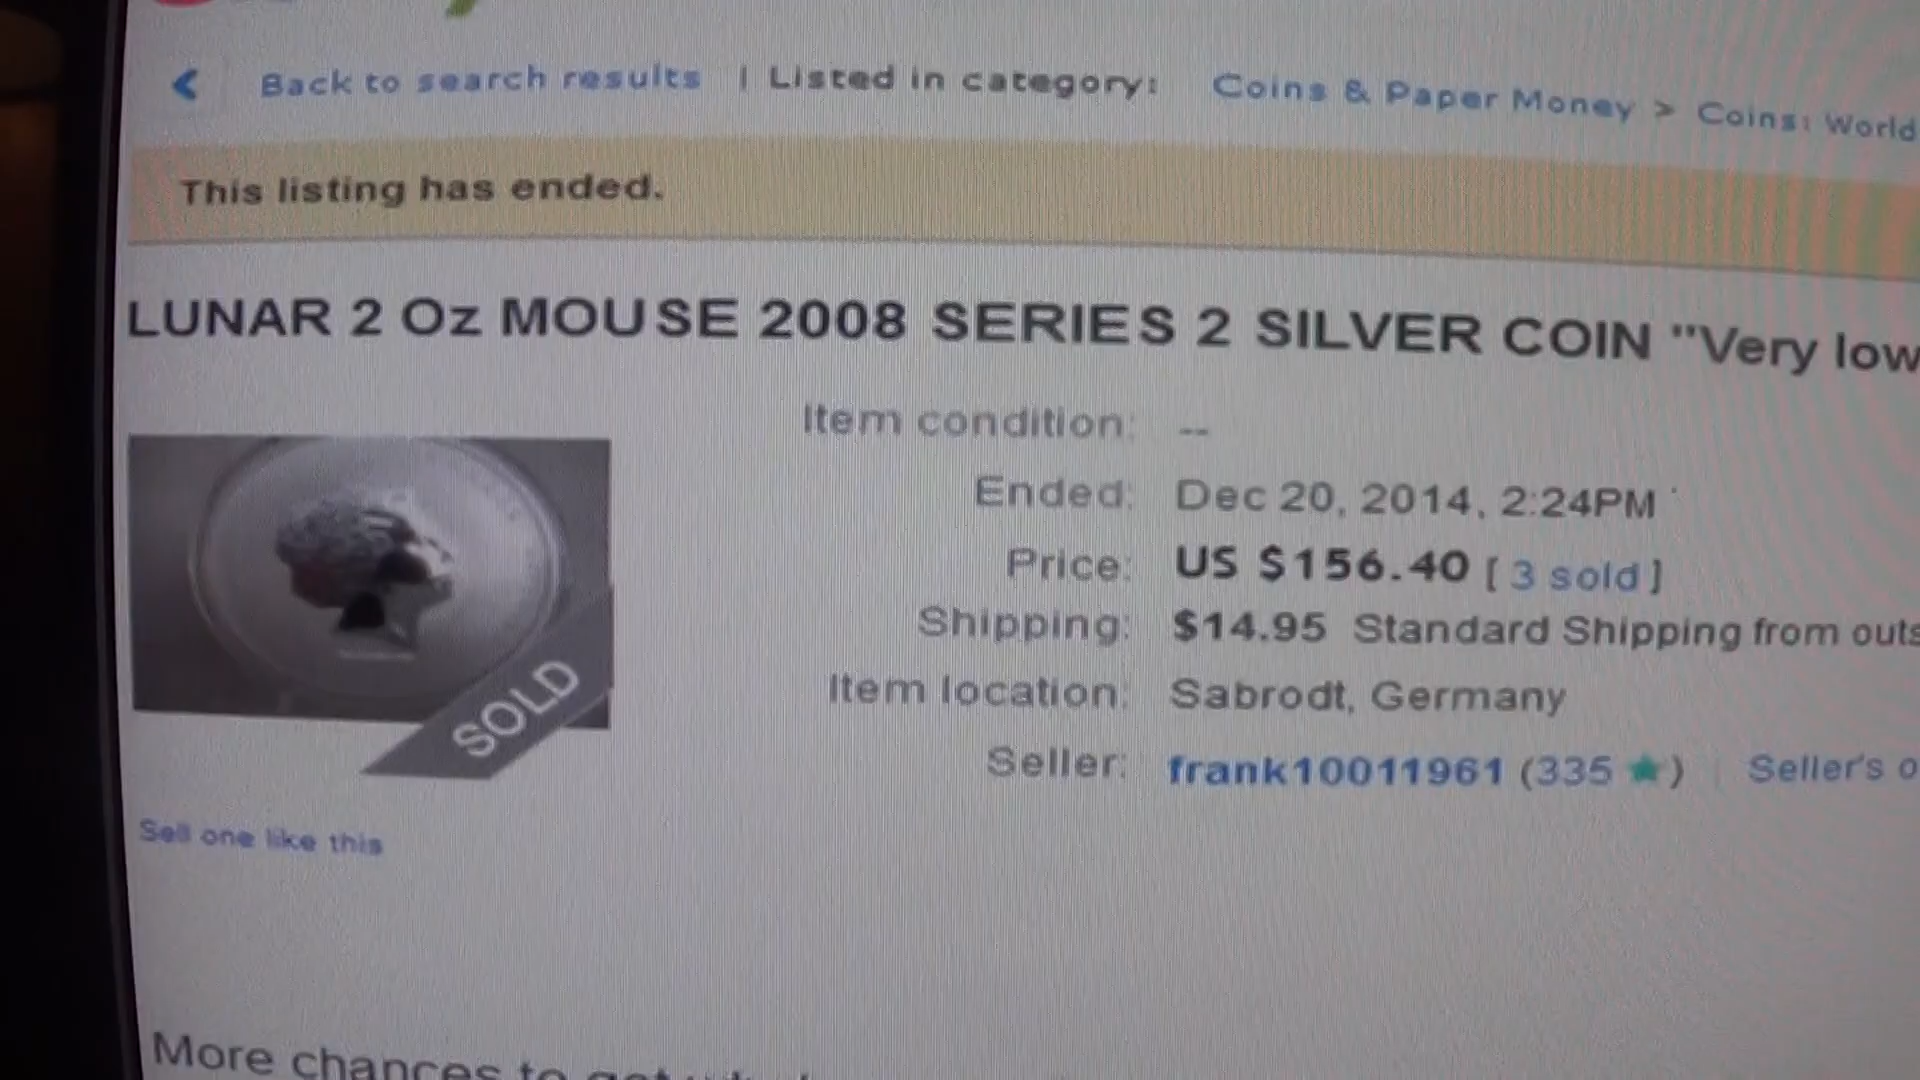 Back to search results | Listed in category: Coins & Paper Money > Coins: World
This listing has ended.
LUNAR 2 Oz MOUSE 2008 SERIES 2 SILVER COIN "Very low
Item condition: --
Ended: Dec 20, 2014, 2:24PM
Price: US $156.40 [ 3 sold ]
Shipping: $14.95 Standard Shipping from outs
Item location: Sabrodt, Germany
Seller: frank10011961 (335 ★) | Seller's o
SOLD
Sell one like this
More chances to get